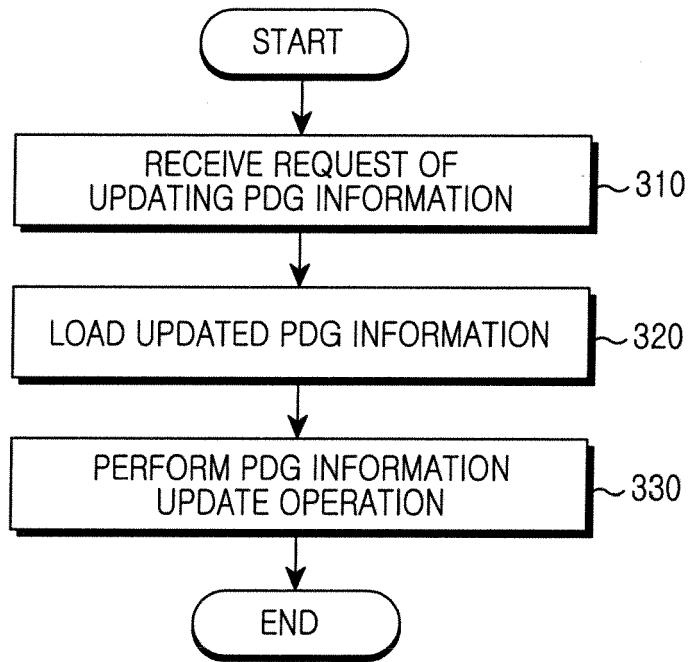 START
RECEIVE REQUEST OF
UPDATING PDG INFORMATION
310
LOAD UPDATED PDG INFORMATION
320
PERFORM PDG INFORMATION
UPDATE OPERATION
330
END